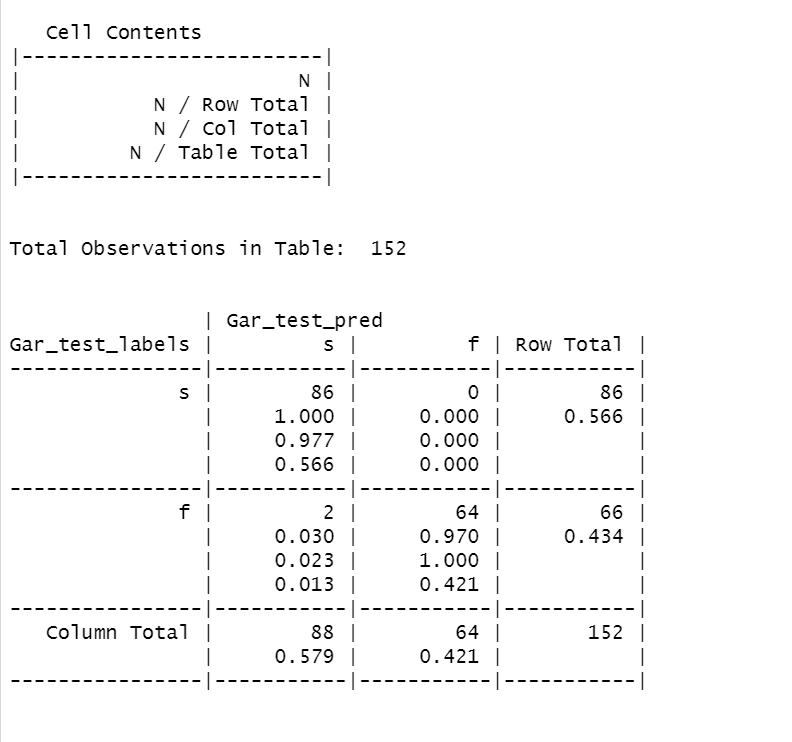 Cell Contents
|-------------------------|
|                       N |
|           N / Row Total |
|           N / Col Total |
|         N / Table Total |
|-------------------------|
Total Observations in Table:  152
                | Gar_test_pred
Gar_test_labels |         s |         f | Row Total |
----------------|-----------|-----------|-----------|
              s |        86 |         0 |        86 |
                |     1.000 |     0.000 |     0.566 |
                |     0.977 |     0.000 |           |
                |     0.566 |     0.000 |           |
----------------|-----------|-----------|-----------|
              f |         2 |        64 |        66 |
                |     0.030 |     0.970 |     0.434 |
                |     0.023 |     1.000 |           |
                |     0.013 |     0.421 |           |
----------------|-----------|-----------|-----------|
   Column Total |        88 |        64 |       152 |
                |     0.579 |     0.421 |           |
----------------|-----------|-----------|-----------|